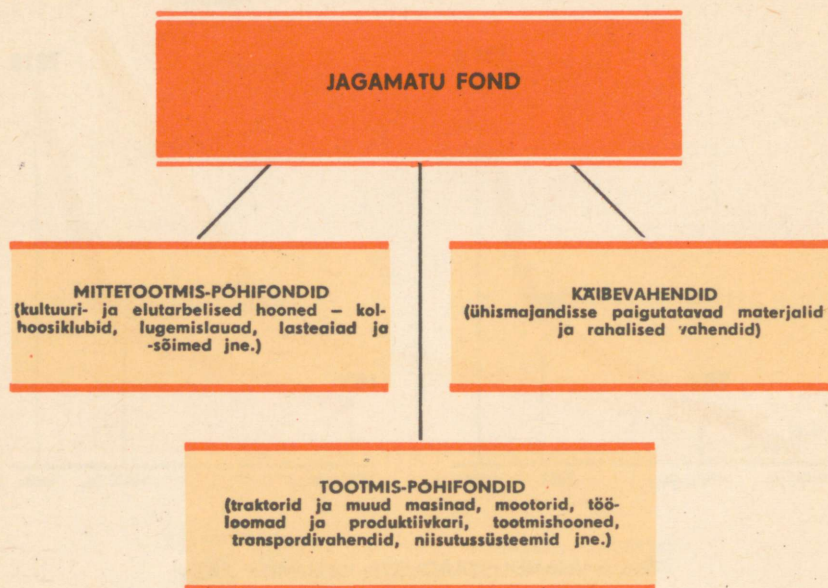 JAGAMATU FOND
MITTETOOTMIS-PÕHIFONDID
(kultuuri- ja elutarbelised hooned — kol-
hoosiklubid, lugemislauad, lasteaiad ja
-sõimed jne.)
KÄIBEVAHENDID
(ühismajandisse paigutatavad materjalid
ja rahalised vahendid)
TOOTMIS-PÕHIFONDID
(traktorid ja muud masinad, mootorid, töö-
loomad ja produktiivkari, tootmishooned,
transpordivahendid, niisutussüsteemid jne.)